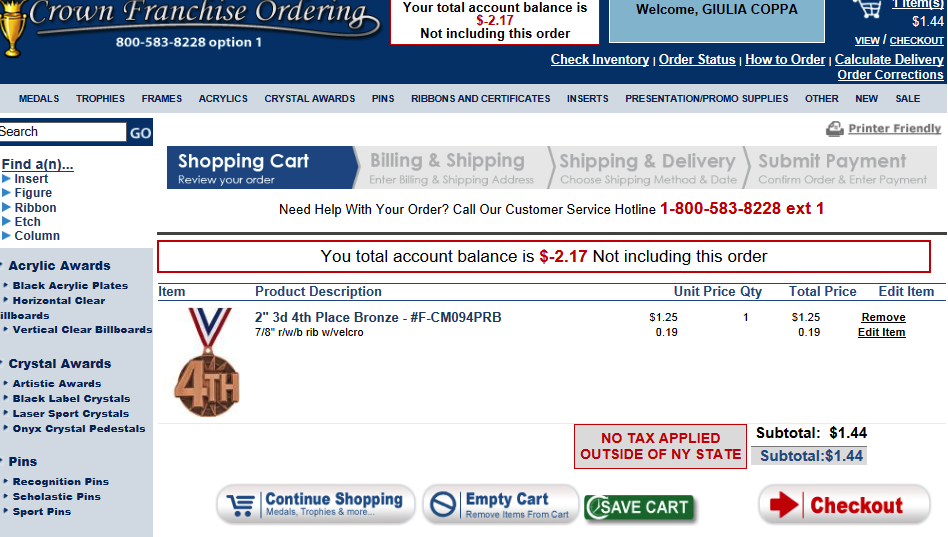 Crown Franchise Ordering
800-583-8228 option 1
Your total account balance is
$-2.17
Not including this order
Welcome, GIULIA COPPA
1 Item(s)
$1.44
VIEW / CHECKOUT
Check Inventory | Order Status | How to Order | Calculate Delivery
Order Corrections
MEDALS TROPHIES FRAMES ACRYLICS CRYSTAL AWARDS PINS RIBBONS AND CERTIFICATES INSERTS PRESENTATION/PROMO SUPPLIES OTHER NEW SALE
Search GO
Printer Friendly
Find a(n)...
Insert
Figure
Ribbon
Etch
Column
Acrylic Awards
Black Acrylic Plates
Horizontal Clear
illboards
Vertical Clear Billboards
Crystal Awards
Artistic Awards
Black Label Crystals
Laser Sport Crystals
Onyx Crystal Pedestals
Pins
Recognition Pins
Scholastic Pins
Sport Pins
Shopping Cart
Review your order
Billing & Shipping
Enter Billing & Shipping Address
Shipping & Delivery
Choose Shipping Method & Date
Submit Payment
Confirm Order & Enter Payment
Need Help With Your Order? Call Our Customer Service Hotline 1-800-583-8228 ext 1
You total account balance is $-2.17 Not including this order
Item Product Description Unit Price Qty Total Price Edit Item
2" 3d 4th Place Bronze - #F-CM094PRB $1.25 1 $1.25 Remove
7/8" r/w/b rib w/velcro 0.19 0.19 Edit Item
4TH
NO TAX APPLIED
OUTSIDE OF NY STATE
Subtotal: $1.44
Subtotal:$1.44
Continue Shopping
Medals, Trophies & more...
Empty Cart
Remove Items From Cart
SAVE CART
Checkout